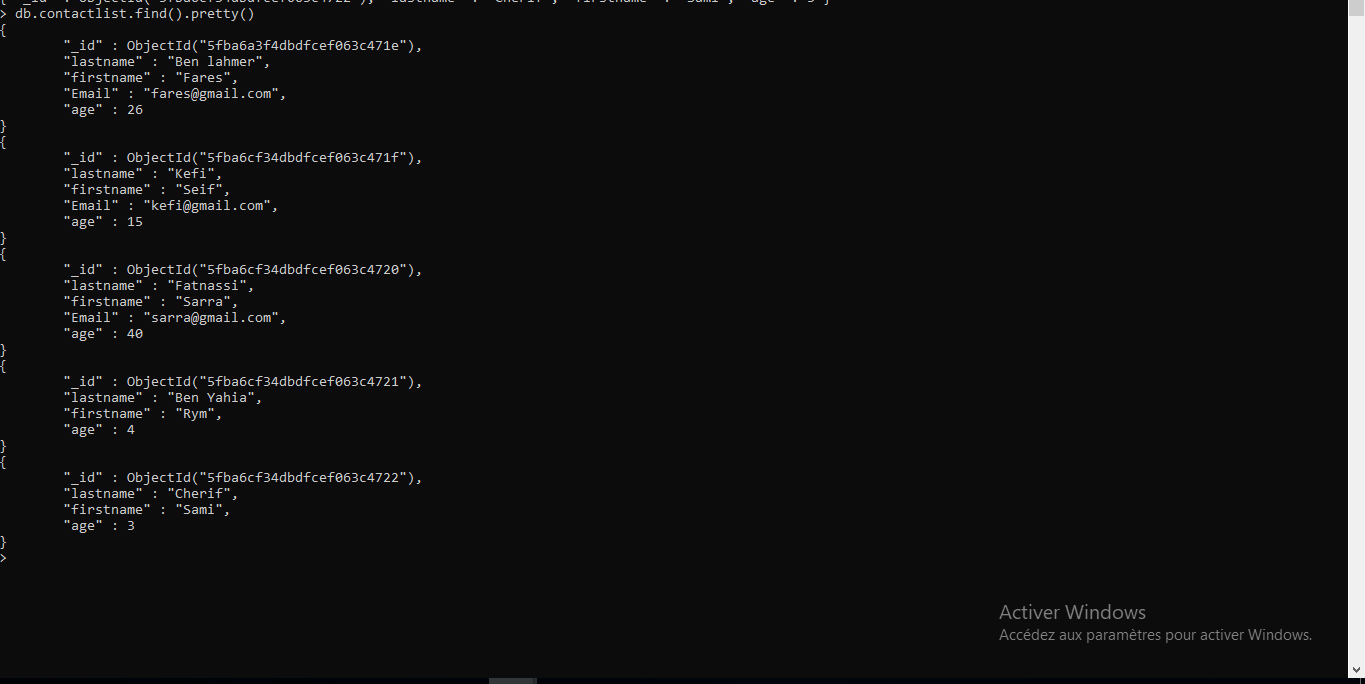 > db.contactlist.find().pretty()
{
        "_id" : ObjectId("5fba6a3f4dbdfcef063c471e"),
        "lastname" : "Ben lahmer",
        "firstname" : "Fares",
        "Email" : "fares@gmail.com",
        "age" : 26
}
{
        "_id" : ObjectId("5fba6cf34dbdfcef063c471f"),
        "lastname" : "Kefi",
        "firstname" : "Seif",
        "Email" : "kefi@gmail.com",
        "age" : 15
}
{
        "_id" : ObjectId("5fba6cf34dbdfcef063c4720"),
        "lastname" : "Fatnassi",
        "firstname" : "Sarra",
        "Email" : "sarra@gmail.com",
        "age" : 40
}
{
        "_id" : ObjectId("5fba6cf34dbdfcef063c4721"),
        "lastname" : "Ben Yahia",
        "firstname" : "Rym",
        "age" : 4
}
{
        "_id" : ObjectId("5fba6cf34dbdfcef063c4722"),
        "lastname" : "Cherif",
        "firstname" : "Sami",
        "age" : 3
}
>
Activer Windows
Accédez aux paramètres pour activer Windows.